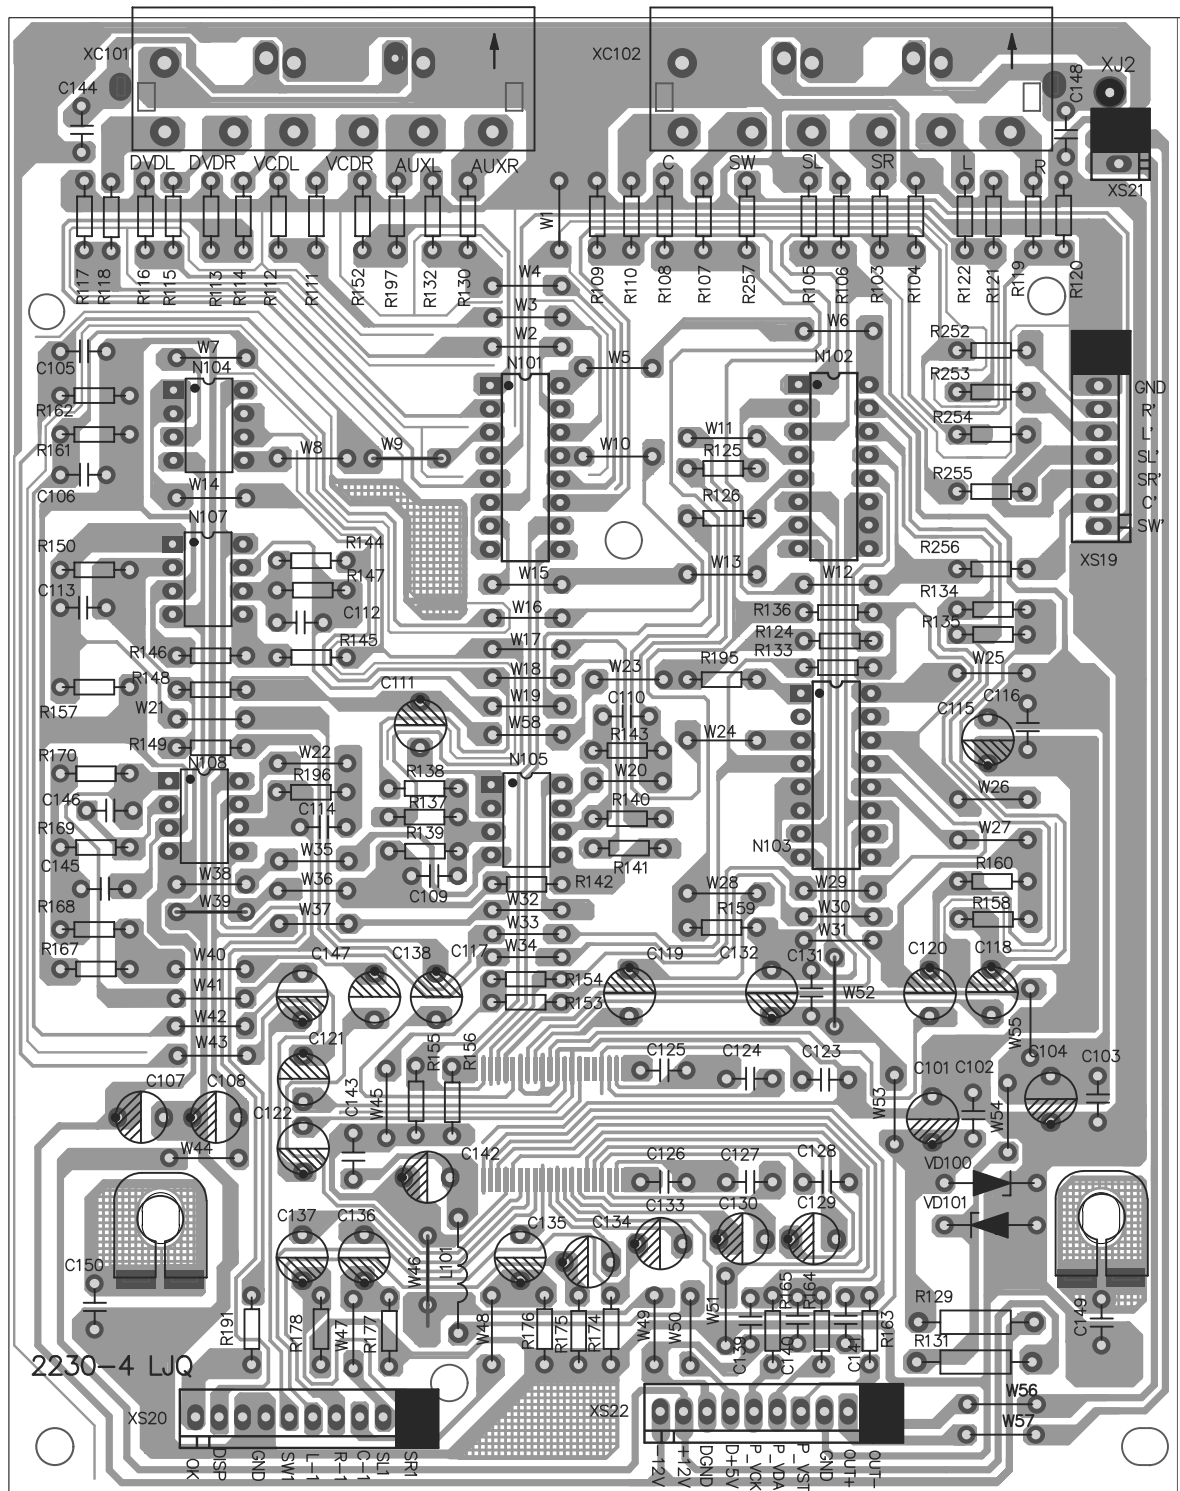 XC101
XC102
XJ2
C144
C148
DVDL DVDR VCDL VCDR AUXL AUXR
C SW SL SR L R
XS21
W1
R117 R118 R116 R115 R113 R114 R112 R111 R152 R197 R132 R130
R109 R110 R108 R107 R257 R105 R106 R103 R104 R122 R121 R119 R120
W4
W3
W2
W6
W7
W5
N101
N102
N104
C105
R162
R161
C106
R252
R253
R254
R255
GND
R'
L'
SL'
SR'
C'
SW'
XS19
W8
W9
W10
W11
R125
R126
W14
N107
R150
C113
R144
R147
C112
R145
W15
W13
W12
R256
W16
R136
R134
R124
R135
R133
W17
R146
R148
W18
W23
R195
W25
R157
W21
C111
W19
C110
C116
C115
W58
R143
W24
R149
W22
N108
R170
R196
R138
N105
W20
W26
C146
C114
R137
R140
R169
R139
W27
N103
C145
W35
R141
R160
W38
W36
C109
R142
W28
W29
W39
R168
W37
W32
R159
W30
R158
W33
W31
R167
W40
C147
C138
C117
W34
C119
C132
C131
C120
C118
W41
R154
R153
W52
W42
W55
W43
C121
R155
R156
C125
C124
C123
C104
C103
C107
C108
C122
C143
W45
W53
C101
C102
W54
W44
C142
C126
C127
C128
VD100
VD101
C137
C136
C135
C134
C133
C130
C129
C150
W46
L101
R191
R178
W47
R177
W48
R176
R175
R174
W49
W50
W51
C139
R165
C140
R164
C141
R163
R129
R131
C149
2230-4 LJQ
XS20
XS22
W56
W57
OK DISP GND SW1 L-1 R-1 C-1 SL1 SR1
-12V +12V DGND D+5V P_VCK P_VDA P_VST GND OUT+ OUT-